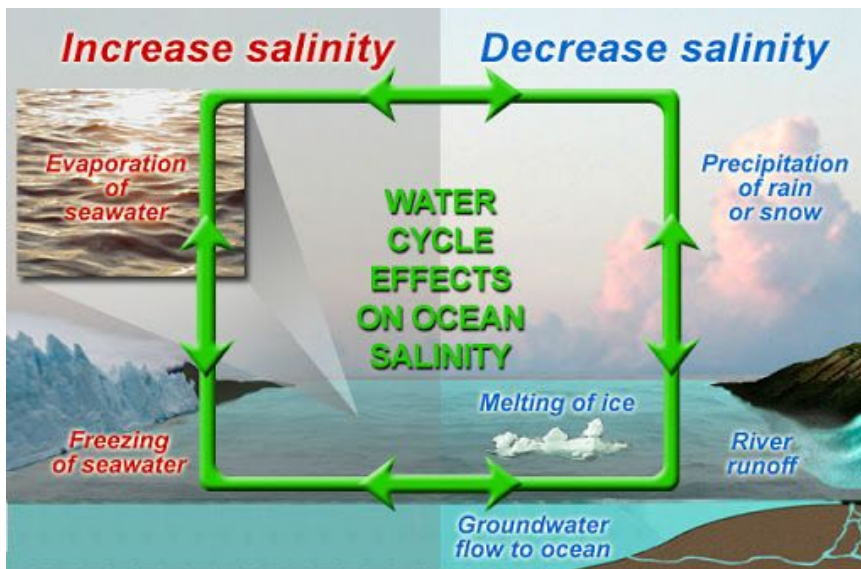 Increase salinity
Decrease salinity
Evaporation
of
seawater
Precipitation
of rain
or snow
WATER
CYCLE
EFFECTS
ON OCEAN
SALINITY
Melting of ice
Freezing
of seawater
River
runoff
Groundwater
flow to ocean